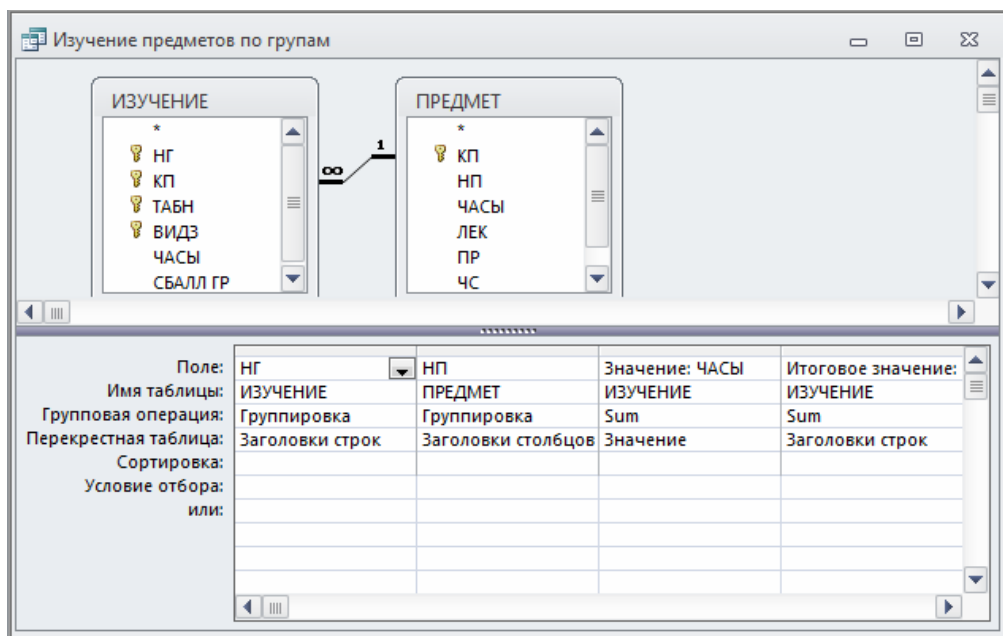 Изучение предметов по групам
ИЗУЧЕНИЕ
*
НГ
КП
ТАБН
ВИДЗ
ЧАСЫ
СБАЛЛ ГР
∞
1
ПРЕДМЕТ
*
КП
НП
ЧАСЫ
ЛЕК
ПР
ЧС
Поле: НГ НП Значение: ЧАСЫ Итоговое значение:
Имя таблицы: ИЗУЧЕНИЕ ПРЕДМЕТ ИЗУЧЕНИЕ ИЗУЧЕНИЕ
Групповая операция: Группировка Группировка Sum Sum
Перекрестная таблица: Заголовки строк Заголовки столбцов Значение Заголовки строк
Сортировка:
Условие отбора:
или: